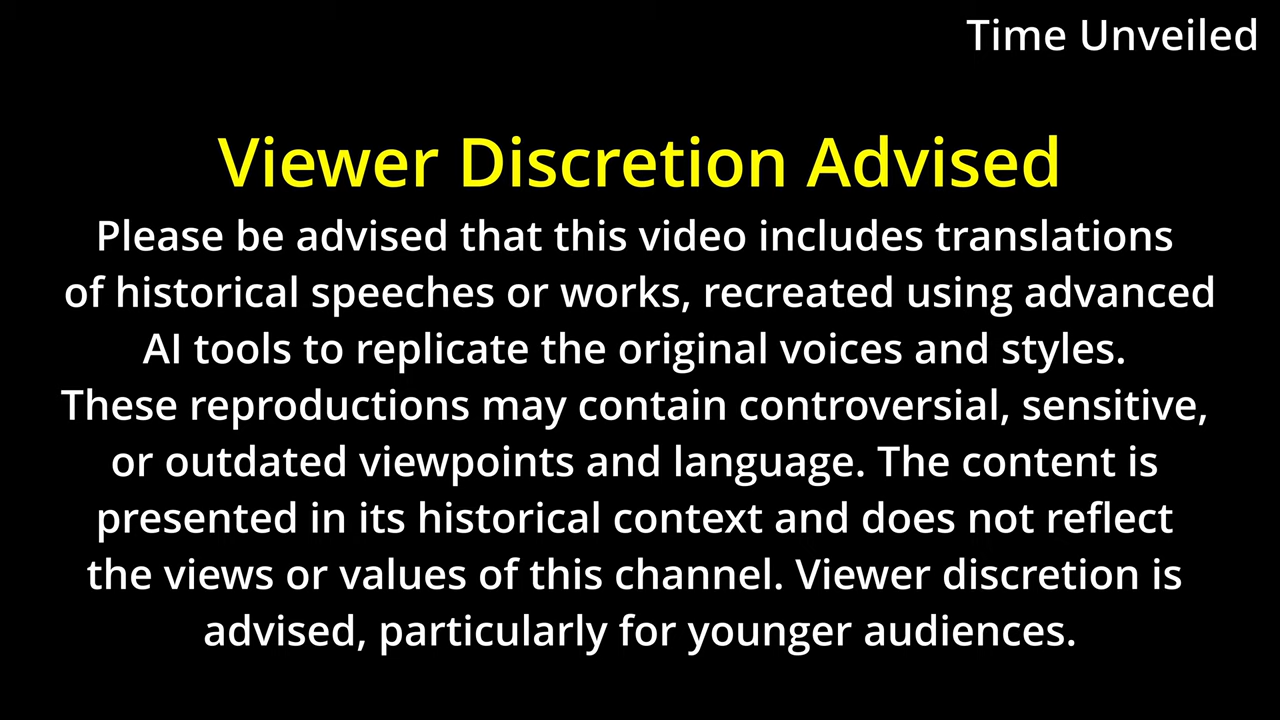 Time Unveiled
Viewer Discretion Advised
Please be advised that this video includes translations
of historical speeches or works, recreated using advanced
AI tools to replicate the original voices and styles.
These reproductions may contain controversial, sensitive,
or outdated viewpoints and language. The content is
presented in its historical context and does not reflect
the views or values of this channel. Viewer discretion is
advised, particularly for younger audiences.